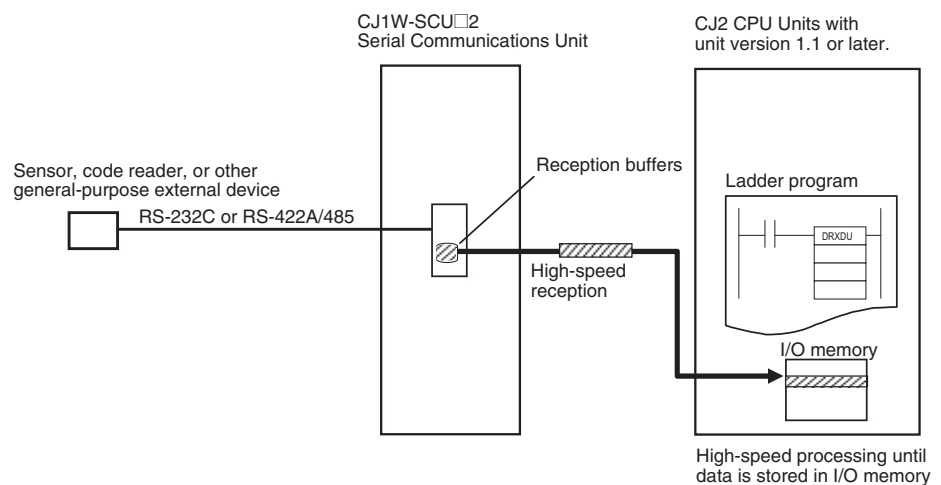 CJ1W-SCU□2
Serial Communications Unit
CJ2 CPU Units with
unit version 1.1 or later.
Sensor, code reader, or other
general-purpose external device
RS-232C or RS-422A/485
Reception buffers
High-speed
reception
Ladder program
DRXDU
I/O memory
High-speed processing until
data is stored in I/O memory